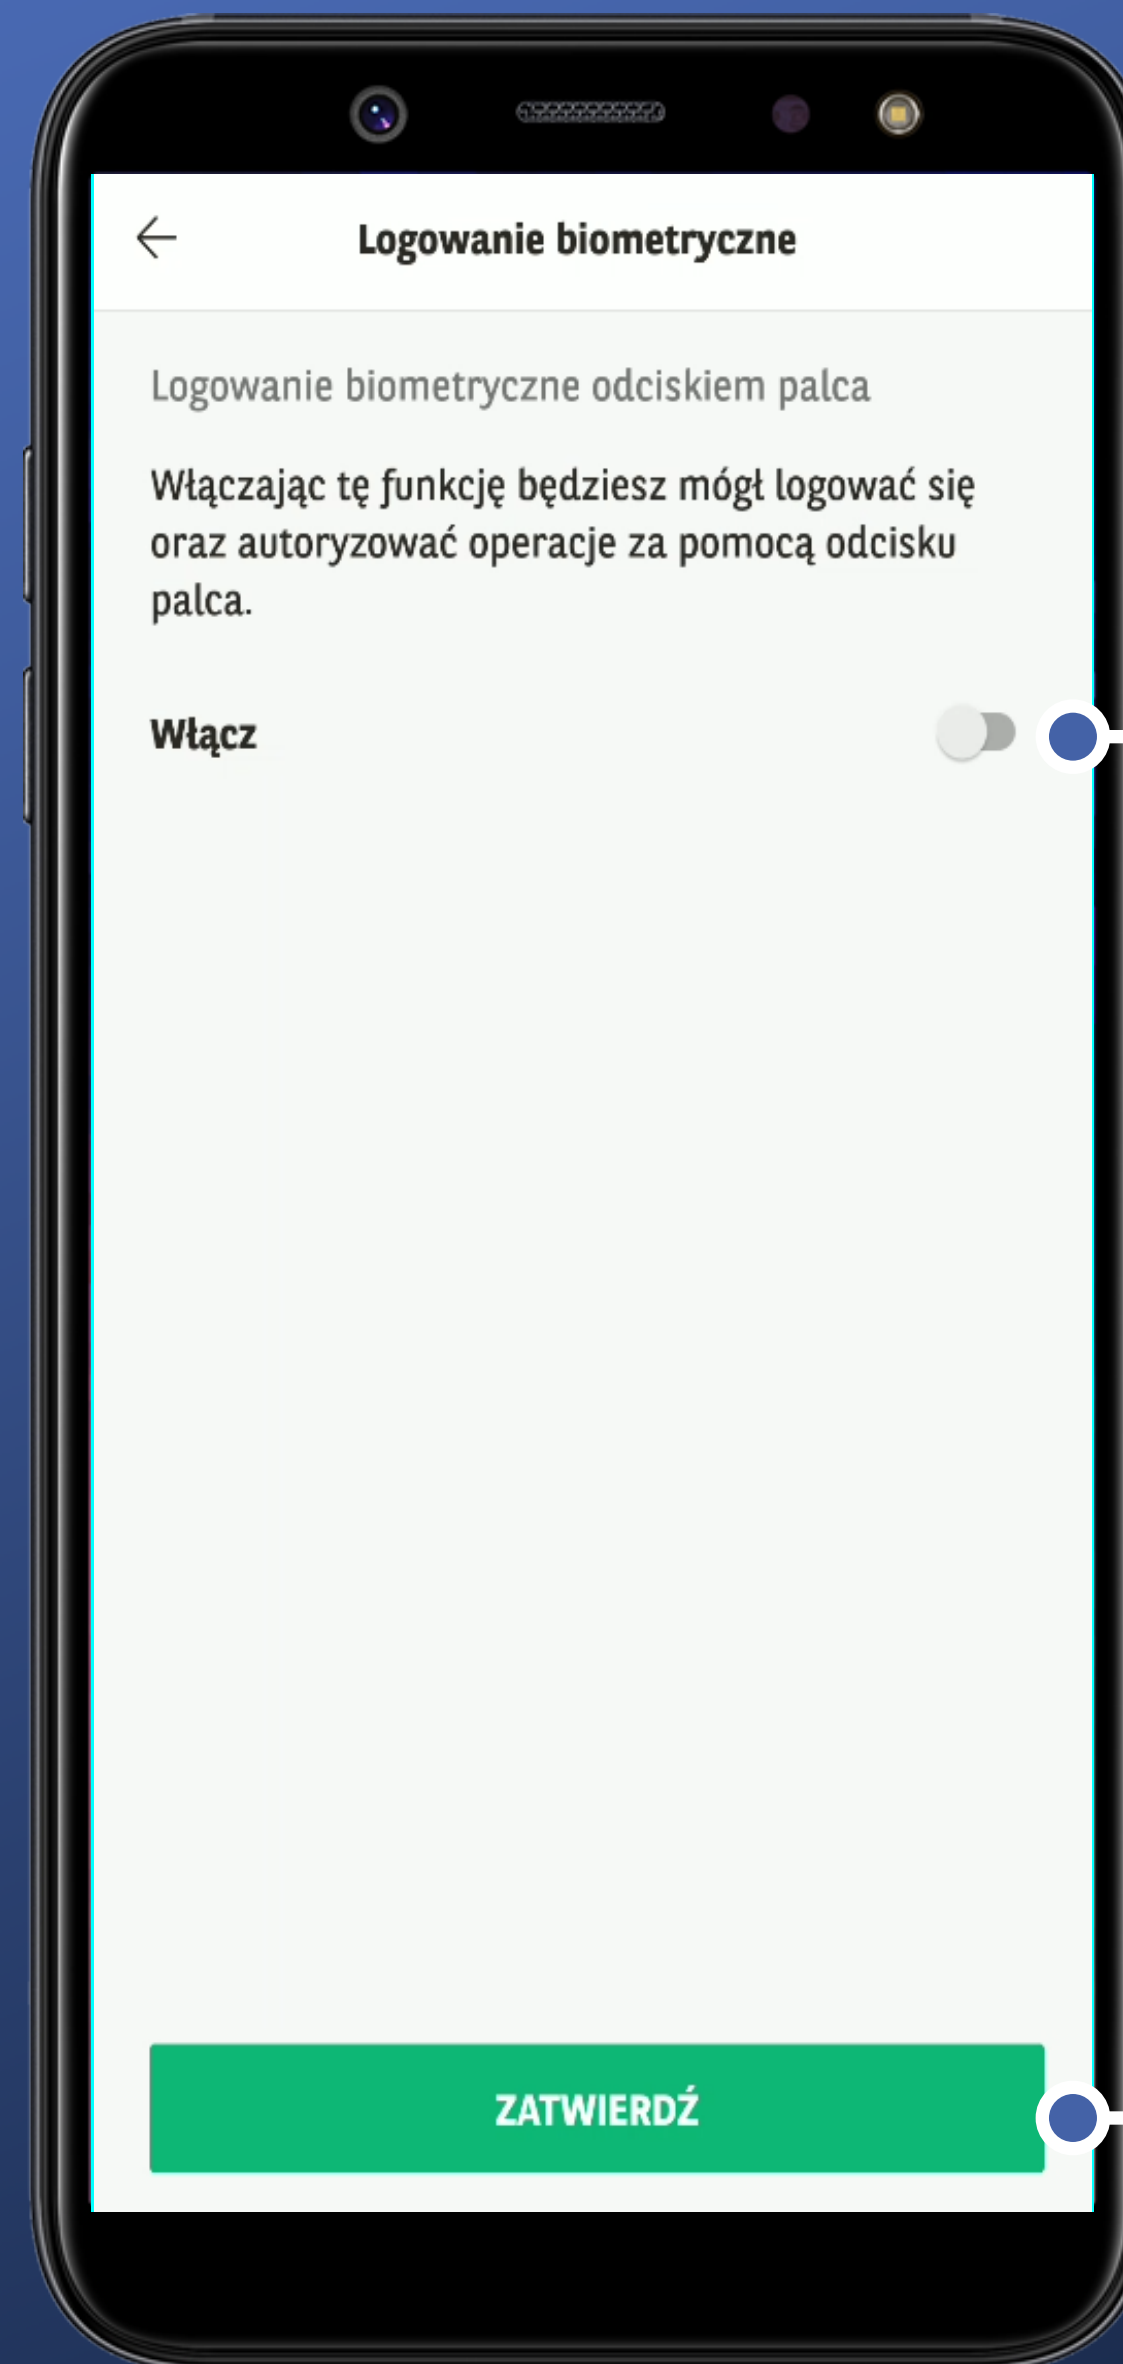 Logowanie biometryczne
Logowanie biometryczne odciskiem palca
Włączając tę funkcję będziesz mógł logować się
oraz autoryzować operacje za pomocą odcisku
palca.
Włącz
ZATWIERDŹ